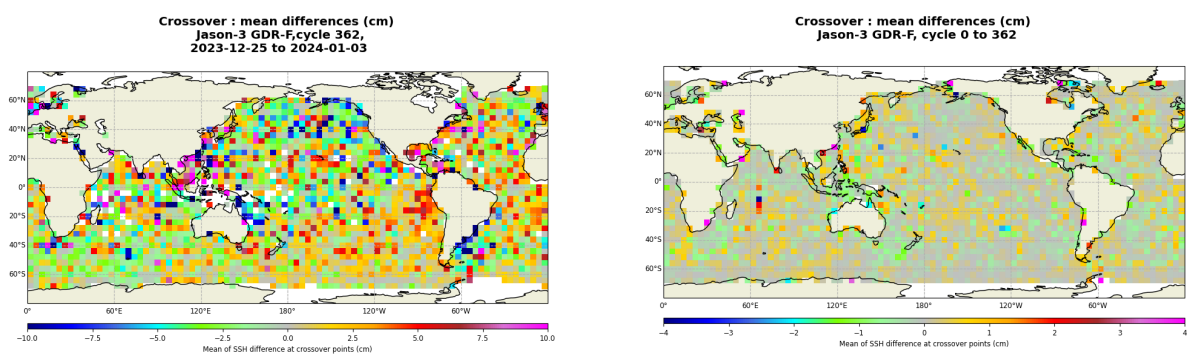 Crossover : mean differences (cm)
Jason-3 GDR-F,cycle 362,
2023-12-25 to 2024-01-03
60°N
40°N
20°N
0°
20°S
40°S
60°S
0° 60°E 120°E 180° 120°W 60°W
−10.0 −7.5 −5.0 −2.5 0.0 2.5 5.0 7.5 10.0
Mean of SSH difference at crossover points (cm)
Crossover : mean differences (cm)
Jason-3 GDR-F, cycle 0 to 362
60°N
40°N
20°N
0°
20°S
40°S
60°S
0° 60°E 120°E 180° 120°W 60°W
−4 −3 −2 −1 0 1 2 3 4
Mean of SSH difference at crossover points (cm)